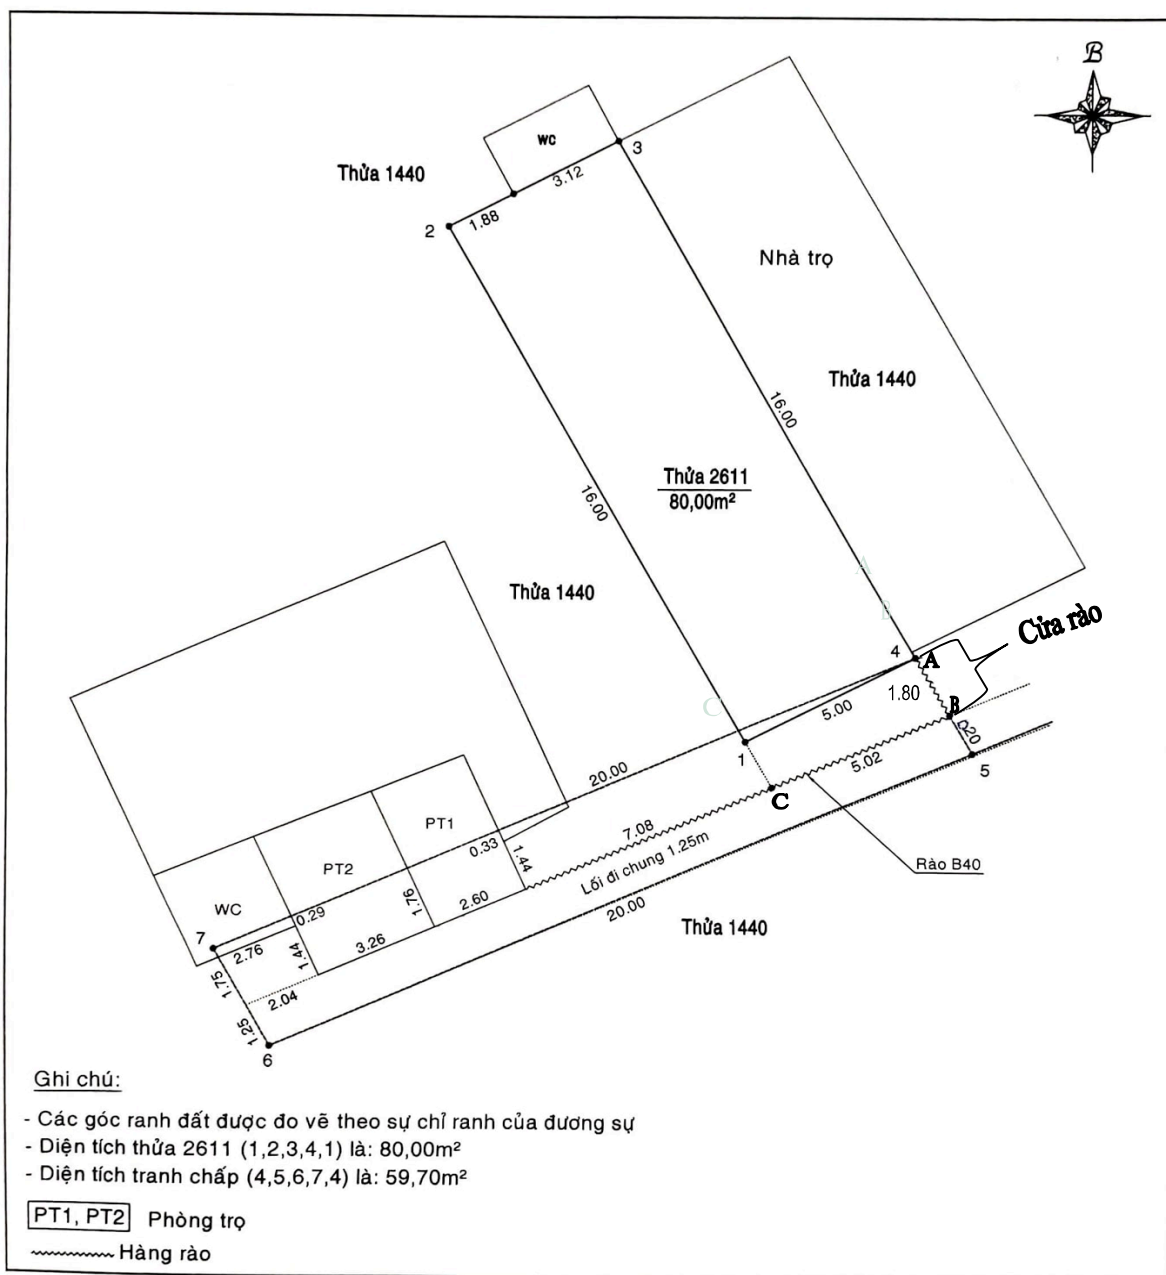 B
WC
3
Thửa 1440
3.12
2
1.88
Nhà trọ
Thửa 1440
16.00
Thửa 2611
80,00m²
16.00
A
Thửa 1440
B
Cửa rào
4
A
1.80
C
5.00
B
1
20
5.02
5
20.00
C
PT1
0.33
7.08
1.44
Lối đi chung 1.25m
Rào B40
PT2
1.76
2.60
WC
0.29
20.00
Thửa 1440
7
2.76
1.44
3.26
1.75
2.04
1.25
6
Ghi chú:
- Các góc ranh đất được đo vẽ theo sự chỉ ranh của đương sự
- Diện tích thửa 2611 (1,2,3,4,1) là: 80,00m²
- Diện tích tranh chấp (4,5,6,7,4) là: 59,70m²
PT1, PT2 Phòng trọ
Hàng rào